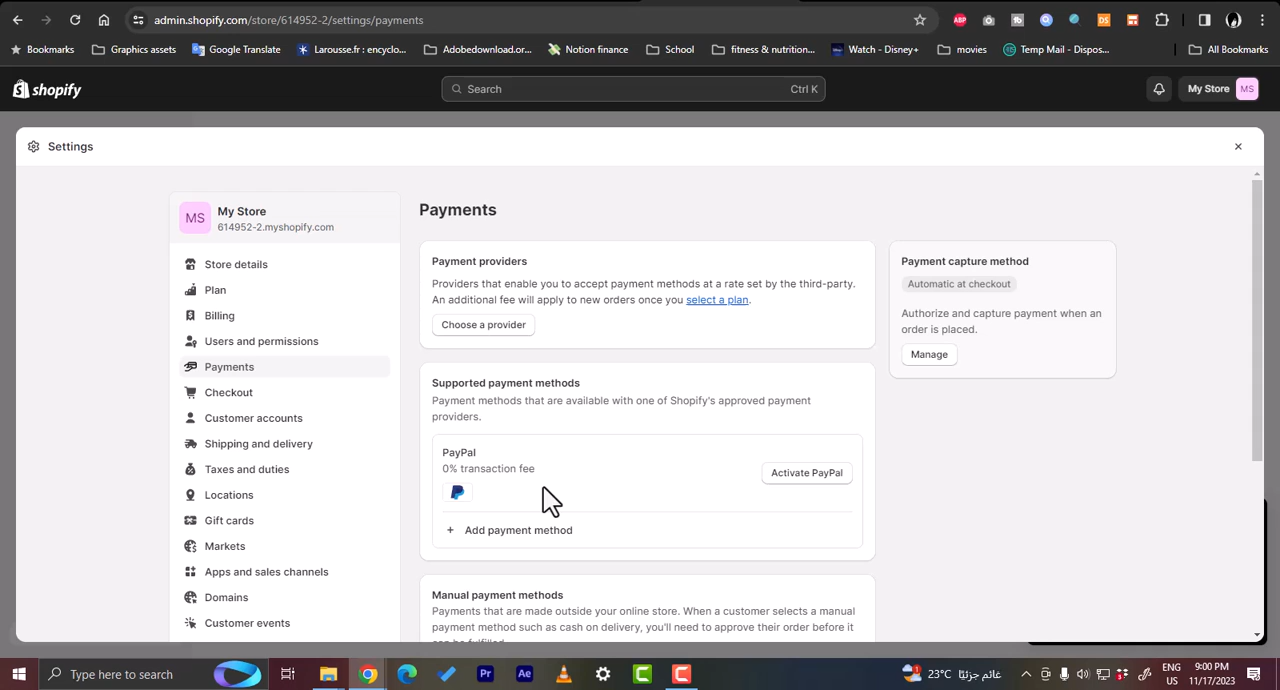 admin.shopify.com/store/614952-2/settings/payments
ABP
DS
Bookmarks
Graphics assets
Google Translate
Larousse.fr : encyclo...
Adobedownload.or...
Notion finance
School
fitness & nutrition...
Watch - Disney+
movies
Temp Mail - Dispos...
All Bookmarks
shopify
Search
Ctrl K
My Store
MS
Settings
MS
My Store
614952-2.myshopify.com
Store details
Plan
Billing
Users and permissions
Payments
Checkout
Customer accounts
Shipping and delivery
Taxes and duties
Locations
Gift cards
Markets
Apps and sales channels
Domains
Customer events
Payments
Payment providers
Providers that enable you to accept payment methods at a rate set by the third-party.
An additional fee will apply to new orders once you select a plan.
Choose a provider
Supported payment methods
Payment methods that are available with one of Shopify's approved payment
providers.
PayPal
0% transaction fee
Activate PayPal
+ Add payment method
Manual payment methods
Payments that are made outside your online store. When a customer selects a manual
payment method such as cash on delivery, you'll need to approve their order before it
can be fulfilled.
Payment capture method
Automatic at checkout
Authorize and capture payment when an
order is placed.
Manage
Type here to search
Pr
Ae
C
C
23°C
غائم جزئيًا
ENG
US
9:00 PM
11/17/2023